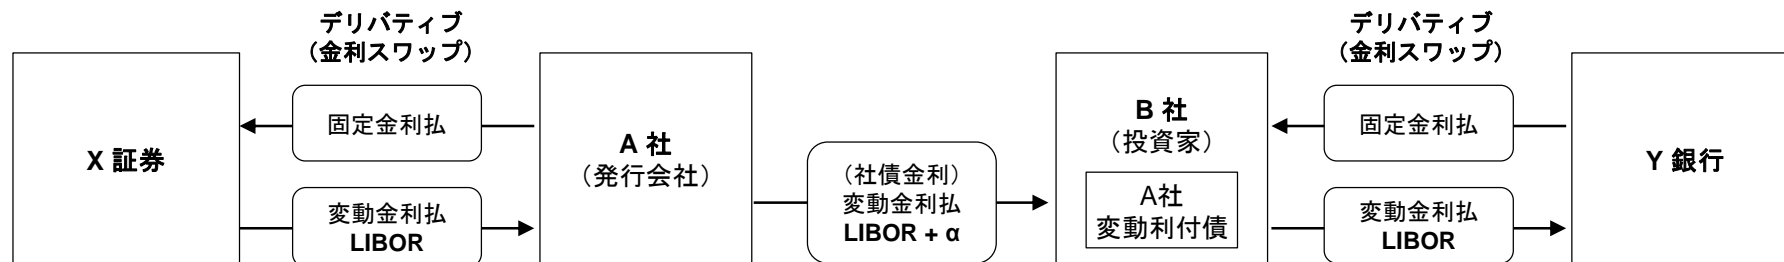 デリバティブ
（金利スワップ）
X 証券
固定金利払
変動金利払
LIBOR
A 社
（発行会社）
（社債金利）
変動金利払
LIBOR + α
B 社
（投資家）
A社
変動利付債
デリバティブ
（金利スワップ）
固定金利払
変動金利払
LIBOR
Y 銀行